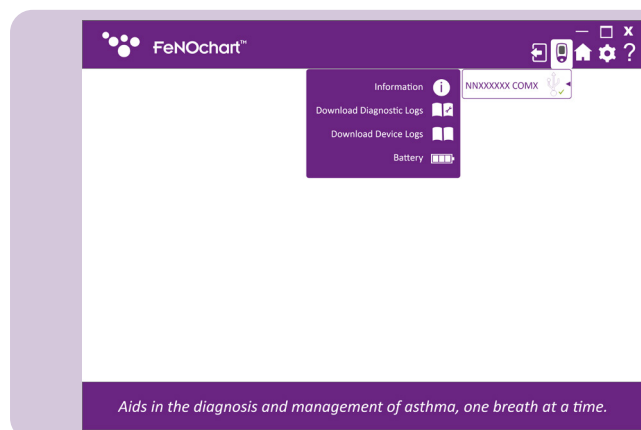 FeNOchart™
X
?
Information
NNXXXXXX COMX
Download Diagnostic Logs
Download Device Logs
Battery
Aids in the diagnosis and management of asthma, one breath at a time.